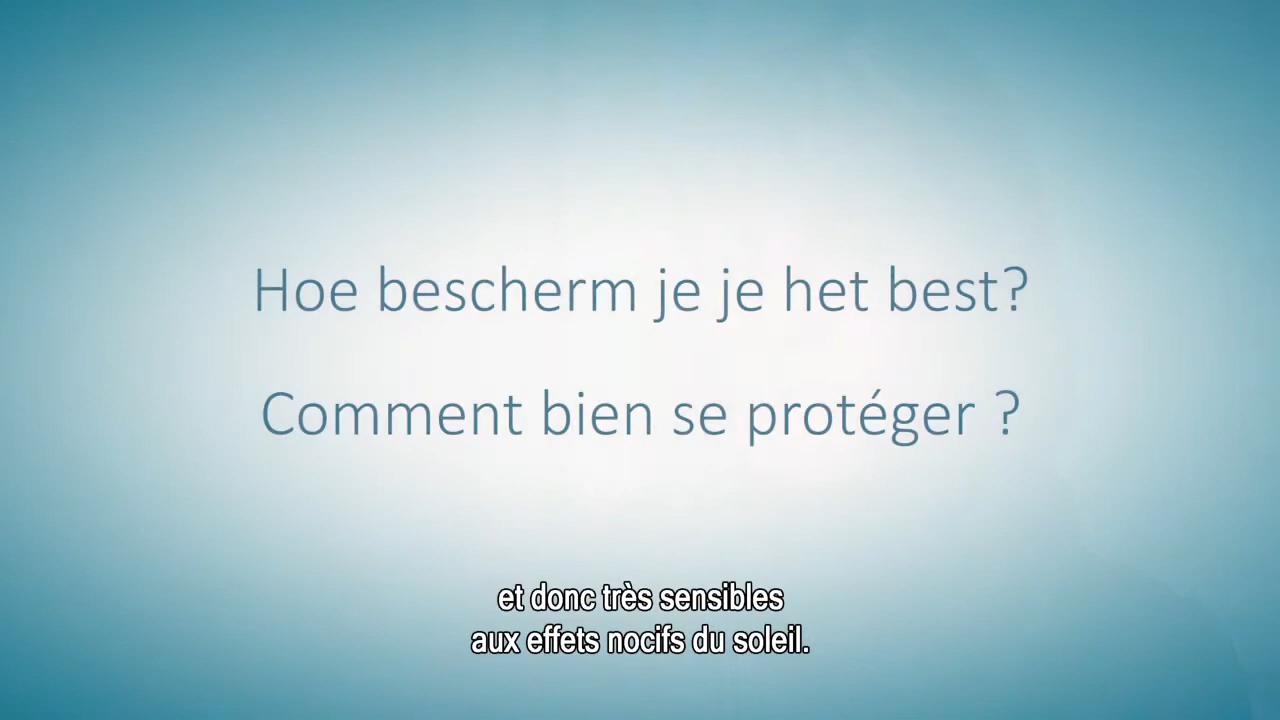 Hoe bescherm je je het best?
Comment bien se protéger ?
et donc très sensibles
aux effets nocifs du soleil.